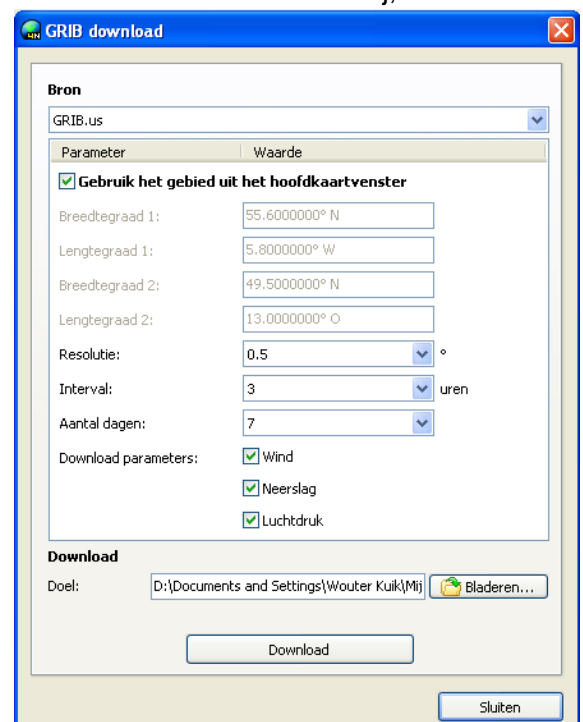 GRIB download
Bron
GRIB.us
Parameter Waarde
Gebruik het gebied uit het hoofdkaartvenster
Breedtegraad 1: 55.6000000° N
Lengtegraad 1: 5.8000000° W
Breedtegraad 2: 49.5000000° N
Lengtegraad 2: 13.0000000° O
Resolutie: 0.5 °
Interval: 3 uren
Aantal dagen: 7
Download parameters: Wind
Neerslag
Luchtdruk
Download
Doel: D:\Documents and Settings\Wouter Kuik\Mij Bladeren...
Download
Sluiten